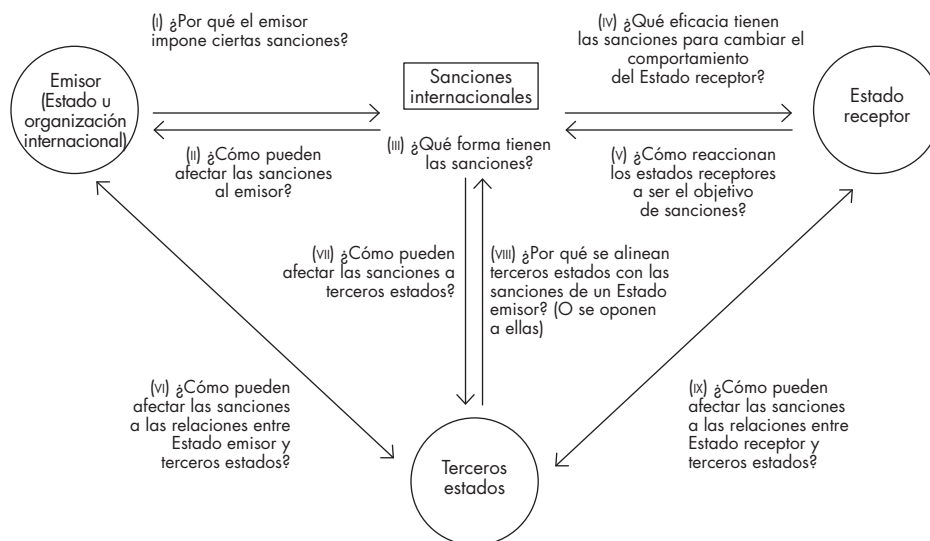 (I) ¿Por qué el emisor
impone ciertas sanciones?
(IV) ¿Qué eficacia tienen
las sanciones para cambiar el
comportamiento
del Estado receptor?
Emisor
(Estado u
organización
internacional)
Sanciones
internacionales
Estado
receptor
(II) ¿Cómo pueden
afectar las sanciones
al emisor?
(III) ¿Qué forma tienen
las sanciones?
(V) ¿Cómo reaccionan
los estados receptores
a ser el objetivo
de sanciones?
(VII) ¿Cómo pueden
afectar las sanciones a
terceros estados?
(VIII) ¿Por qué se alinean
terceros estados con las
sanciones de un Estado
emisor? (O se oponen
a ellas)
(VI) ¿Cómo pueden
afectar las sanciones
a las relaciones entre
Estado emisor y
terceros estados?
(IX) ¿Cómo pueden
afectar las sanciones
a las relaciones entre
Estado receptor y
terceros estados?
Terceros
estados